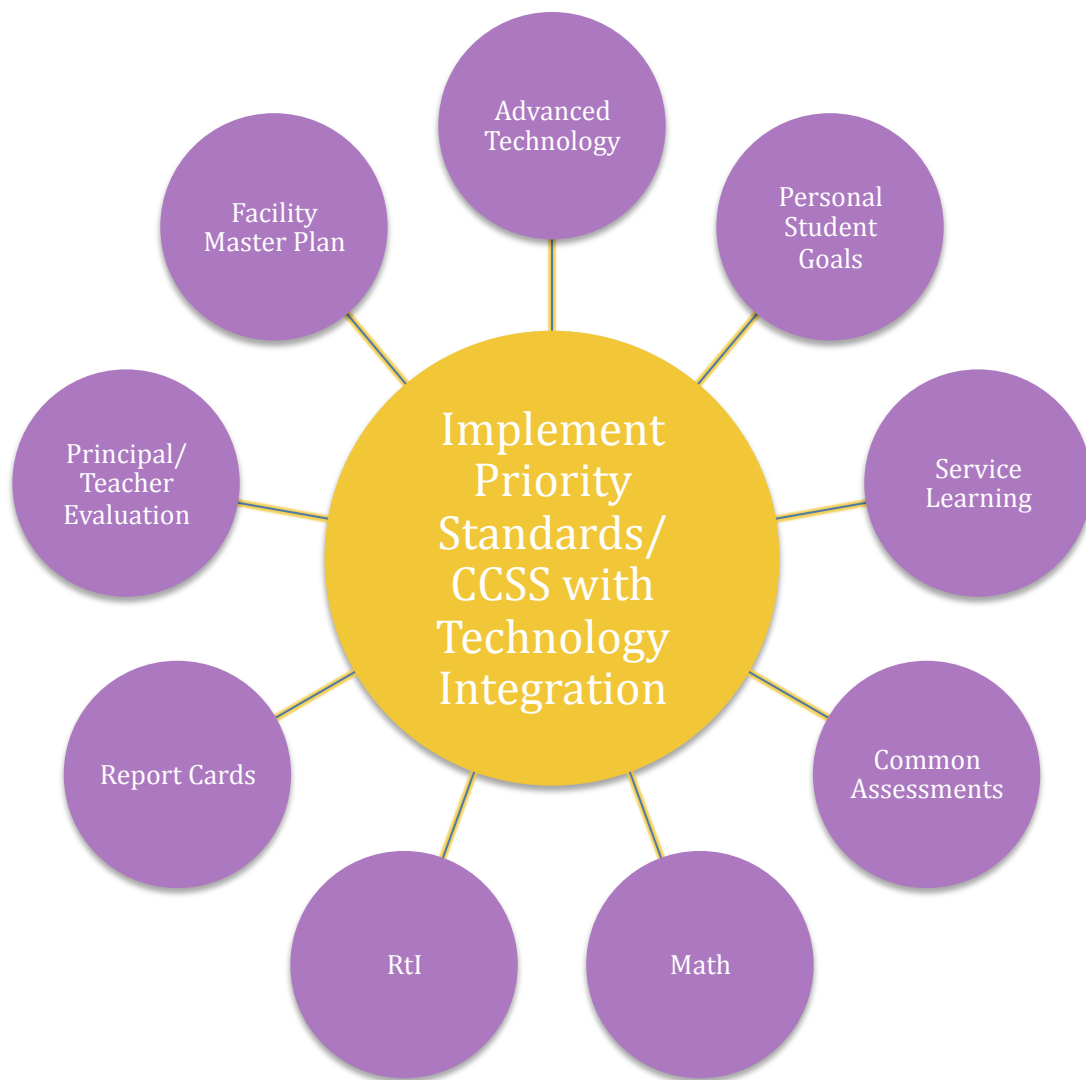 Advanced
Technology
Personal
Student
Goals
Service
Learning
Common
Assessments
Math
RtI
Report Cards
Principal/
Teacher
Evaluation
Facility
Master Plan
Implement
Priority
Standards/
CCSS with
Technology
Integration